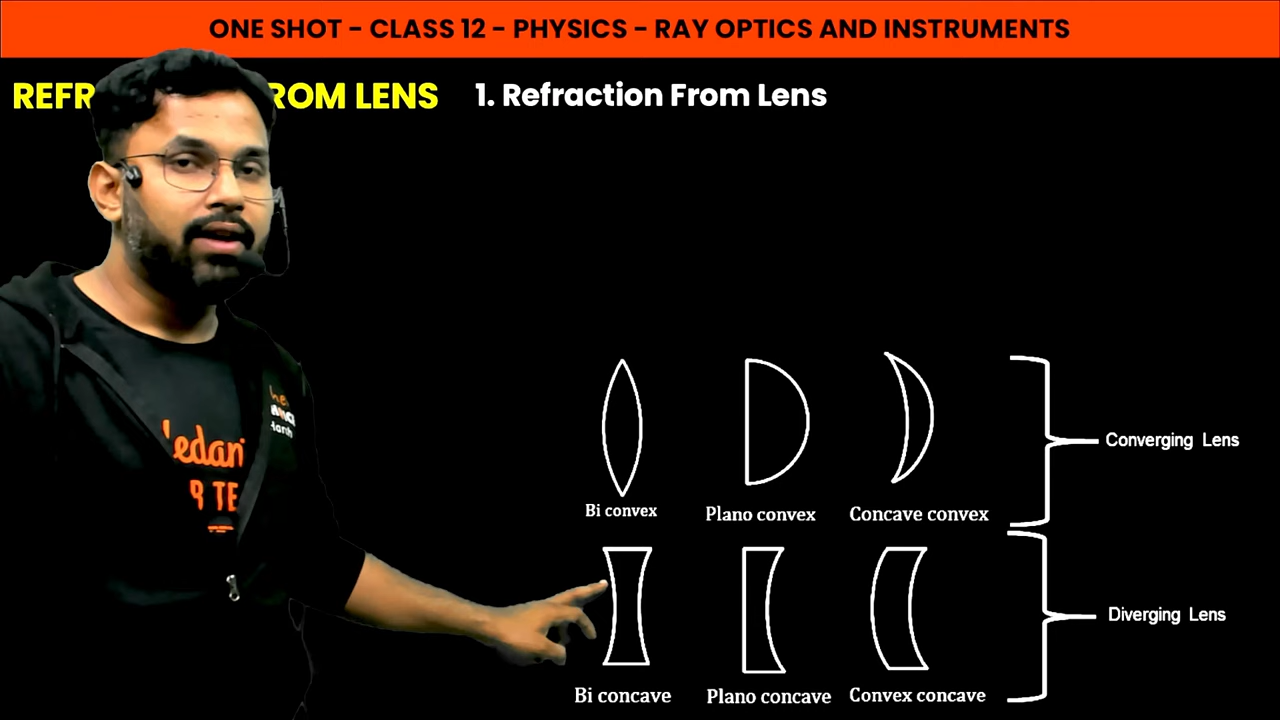 ONE SHOT - CLASS 12 - PHYSICS - RAY OPTICS AND INSTRUMENTS
REFR ROM LENS
1. Refraction From Lens
Converging Lens
Bi convex
Plano convex
Concave convex
Diverging Lens
Bi concave
Plano concave
Convex concave